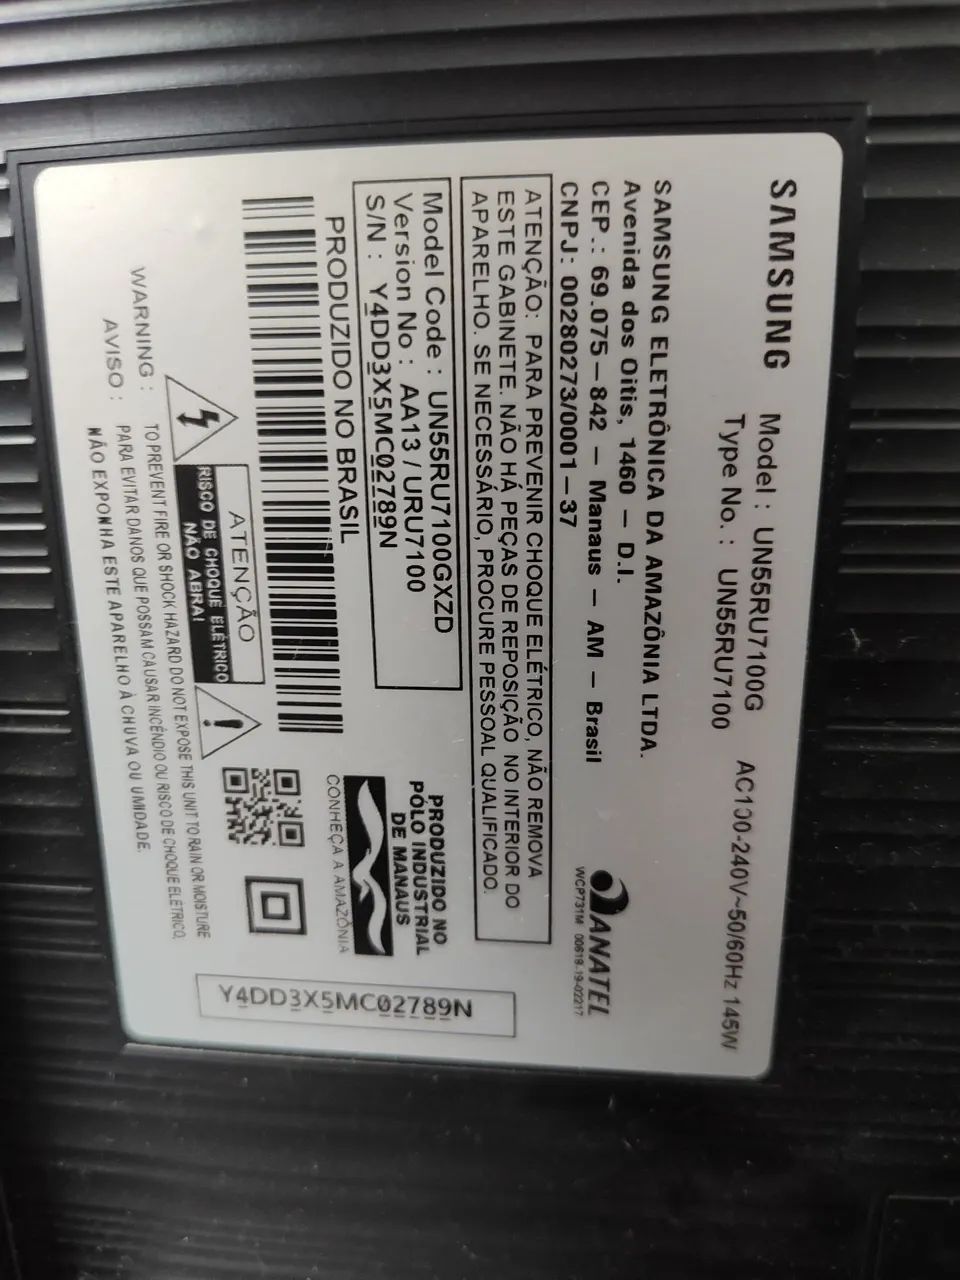 SAMSUNG
Model : UN55RU7100G
Type No. : UN55RU7100
AC100-240V~50/60Hz 145W
SAMSUNG ELETRÔNICA DA AMAZÔNIA LTDA.
Avenida dos Oitis, 1460 – D.I.
CEP.: 69.075–842 – Manaus – AM – Brasil
CNPJ: 00280273/0001–37
ANATEL
WCP731M 00619-19-02217
ATENÇÃO: PARA PREVENIR CHOQUE ELÉTRICO, NÃO REMOVA
ESTE GABINETE. NÃO HÁ PEÇAS DE REPOSIÇÃO NO INTERIOR DO
APARELHO. SE NECESSÁRIO, PROCURE PESSOAL QUALIFICADO.
Model Code : UN55RU7100GXZD
Version No : AA13 / URU7100
S/N : Y4DD3X5MC02789N
PRODUZIDO NO BRASIL
PRODUZIDO NO
PÓLO INDUSTRIAL
DE MANAUS
CONHEÇA A AMAZÔNIA
ATENÇÃO
RISCO DE CHOQUE ELÉTRICO
NÃO ABRA!
WARNING : TO PREVENT FIRE OR SHOCK HAZARD DO NOT EXPOSE THIS UNIT TO RAIN OR MOISTURE
AVISO : PARA EVITAR DANOS QUE POSSAM CAUSAR INCÊNDIO OU RISCO DE CHOQUE ELÉTRICO,
NÃO EXPONHA ESTE APARELHO À CHUVA OU UMIDADE.
Y4DD3X5MC02789N